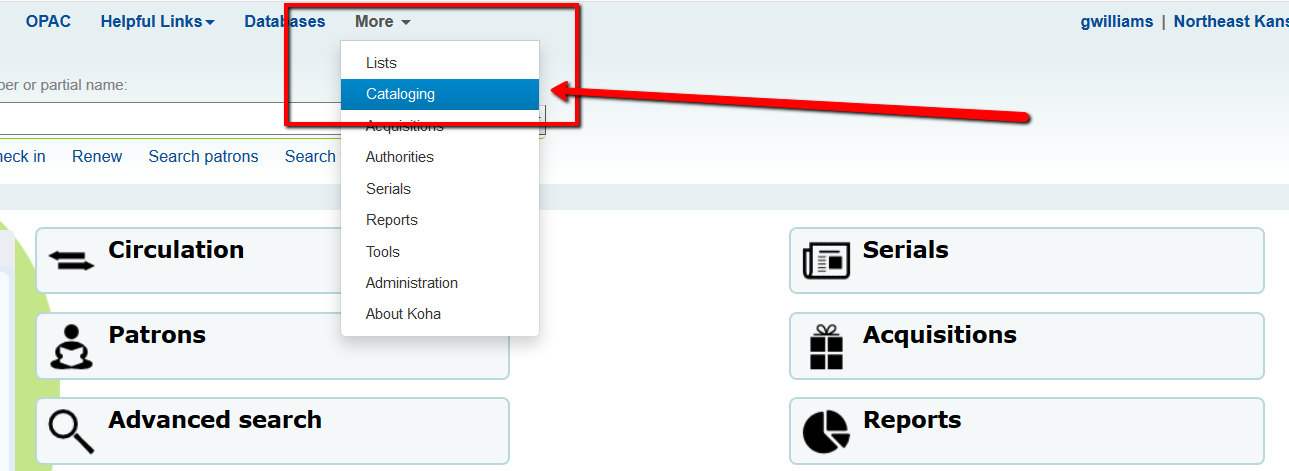 OPAC Helpful Links Databases More gwilliams | Northeast Kans
Lists
ber or partial name:
Cataloging
Acquisitions
heck in Renew Search patrons Search
Authorities
Serials
Reports
Tools
Administration
About Koha
Circulation
Serials
Patrons
Acquisitions
Advanced search
Reports